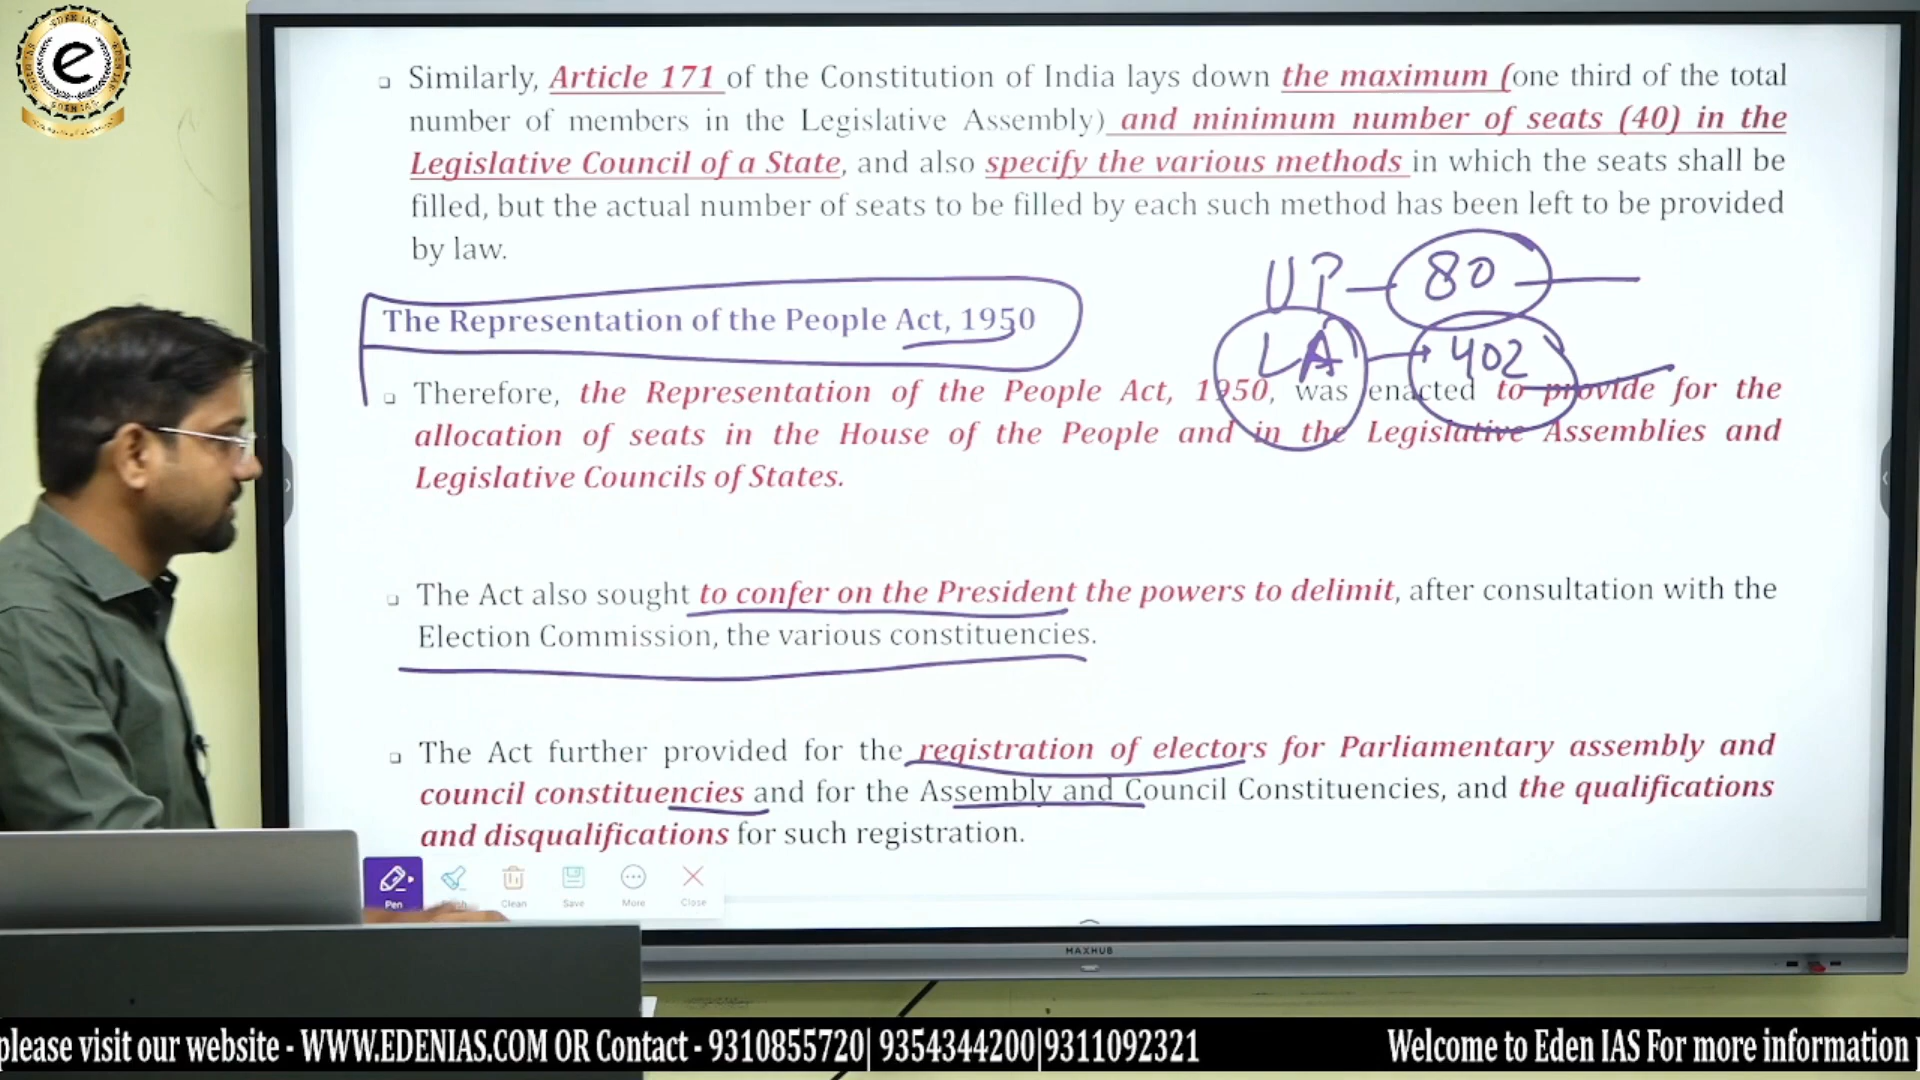 EDEN IAS
e
EDEN IAS
Similarly, Article 171 of the Constitution of India lays down the maximum (one third of the total
number of members in the Legislative Assembly) and minimum number of seats (40) in the
Legislative Council of a State, and also specify the various methods in which the seats shall be
filled, but the actual number of seats to be filled by each such method has been left to be provided
by law.
UP - 80
The Representation of the People Act, 1950
LA → 402
Therefore, the Representation of the People Act, 1950, was enacted to provide for the
allocation of seats in the House of the People and in the Legislative Assemblies and
Legislative Councils of States.
The Act also sought to confer on the President the powers to delimit, after consultation with the
Election Commission, the various constituencies.
The Act further provided for the registration of electors for Parliamentary assembly and
council constituencies and for the Assembly and Council Constituencies, and the qualifications
and disqualifications for such registration.
Pen Clean Save More Close
MAXHUB
please visit our website - WWW.EDENIAS.COM OR Contact - 9310855720| 9354344200|9311092321 Welcome to Eden IAS For more information